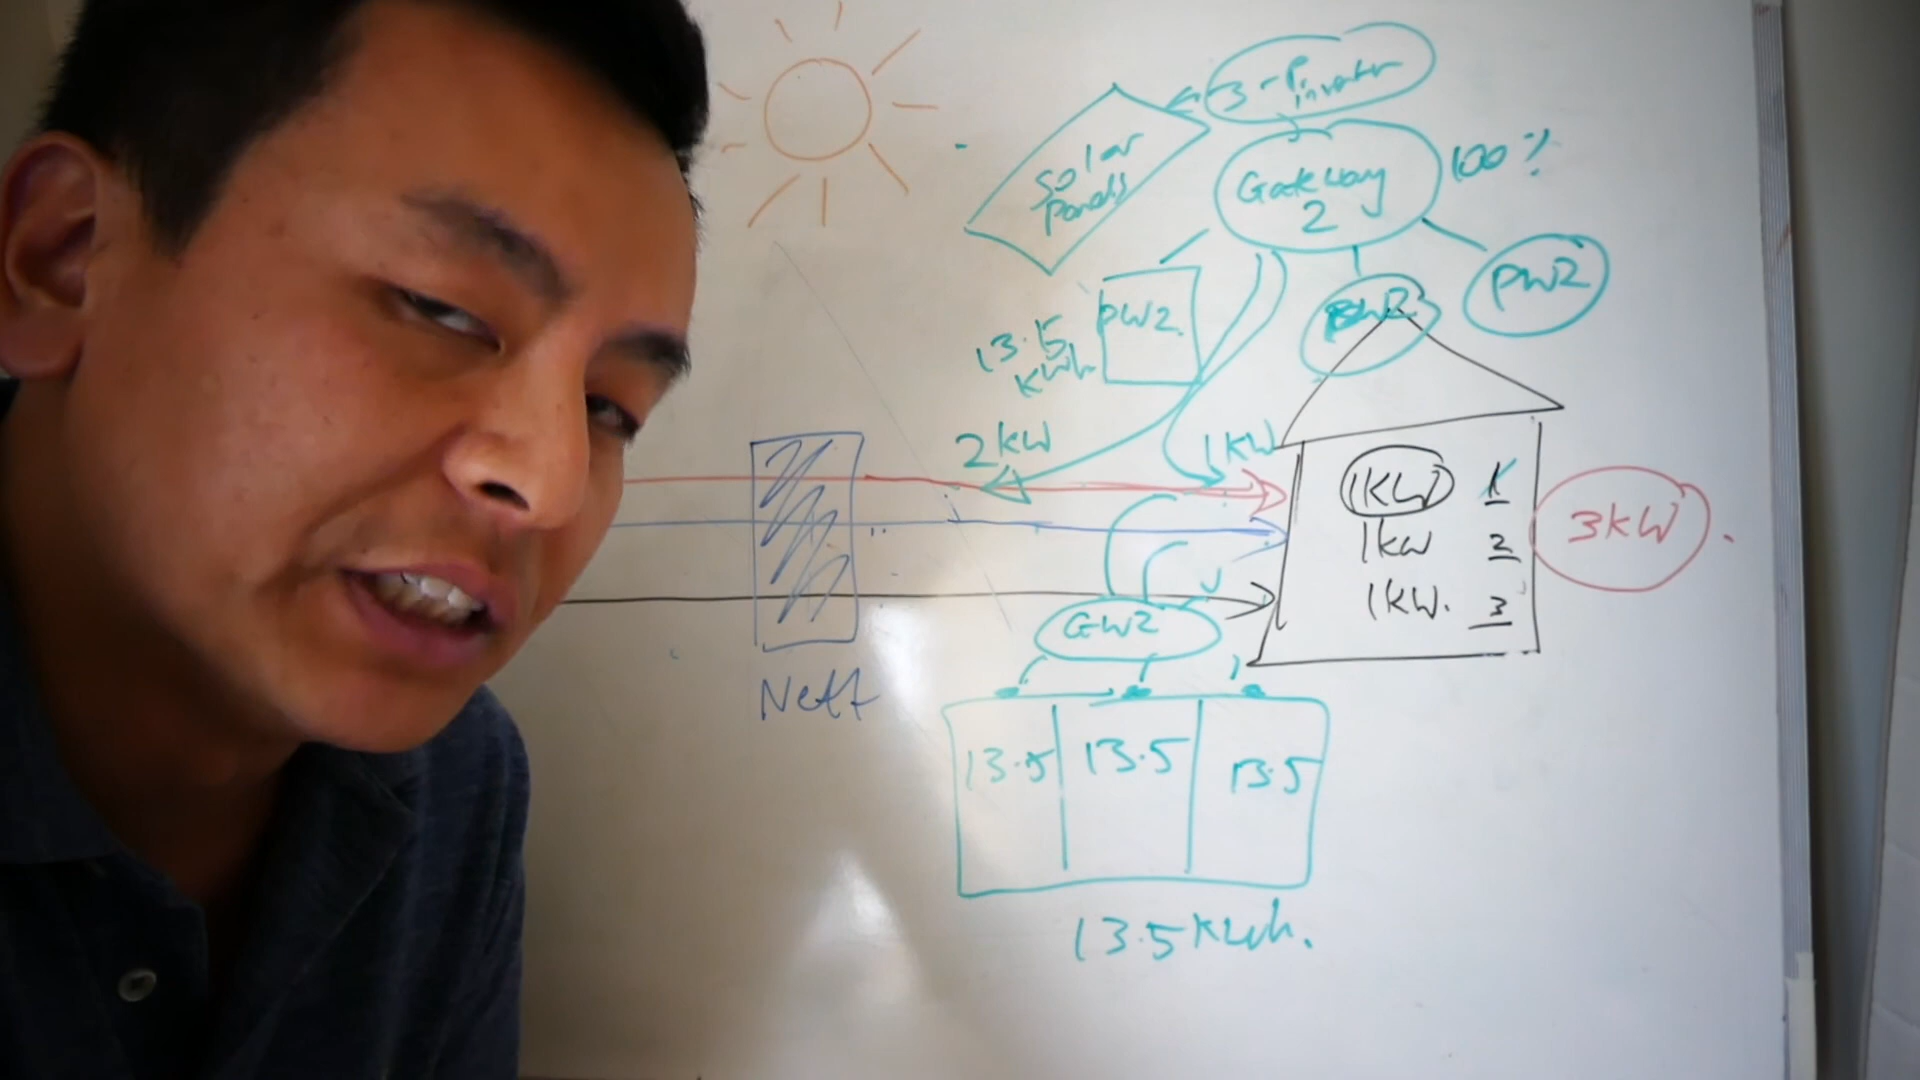 3-P
inverter
solar
panels
Gateway
2
100%
PW2
13.5
kWh
PW2
2kW
1kW
1kW 1
1kW 2
1kW. 3
3kW
GW2
Nett
13.5 13.5 13.5
13.5kWh.